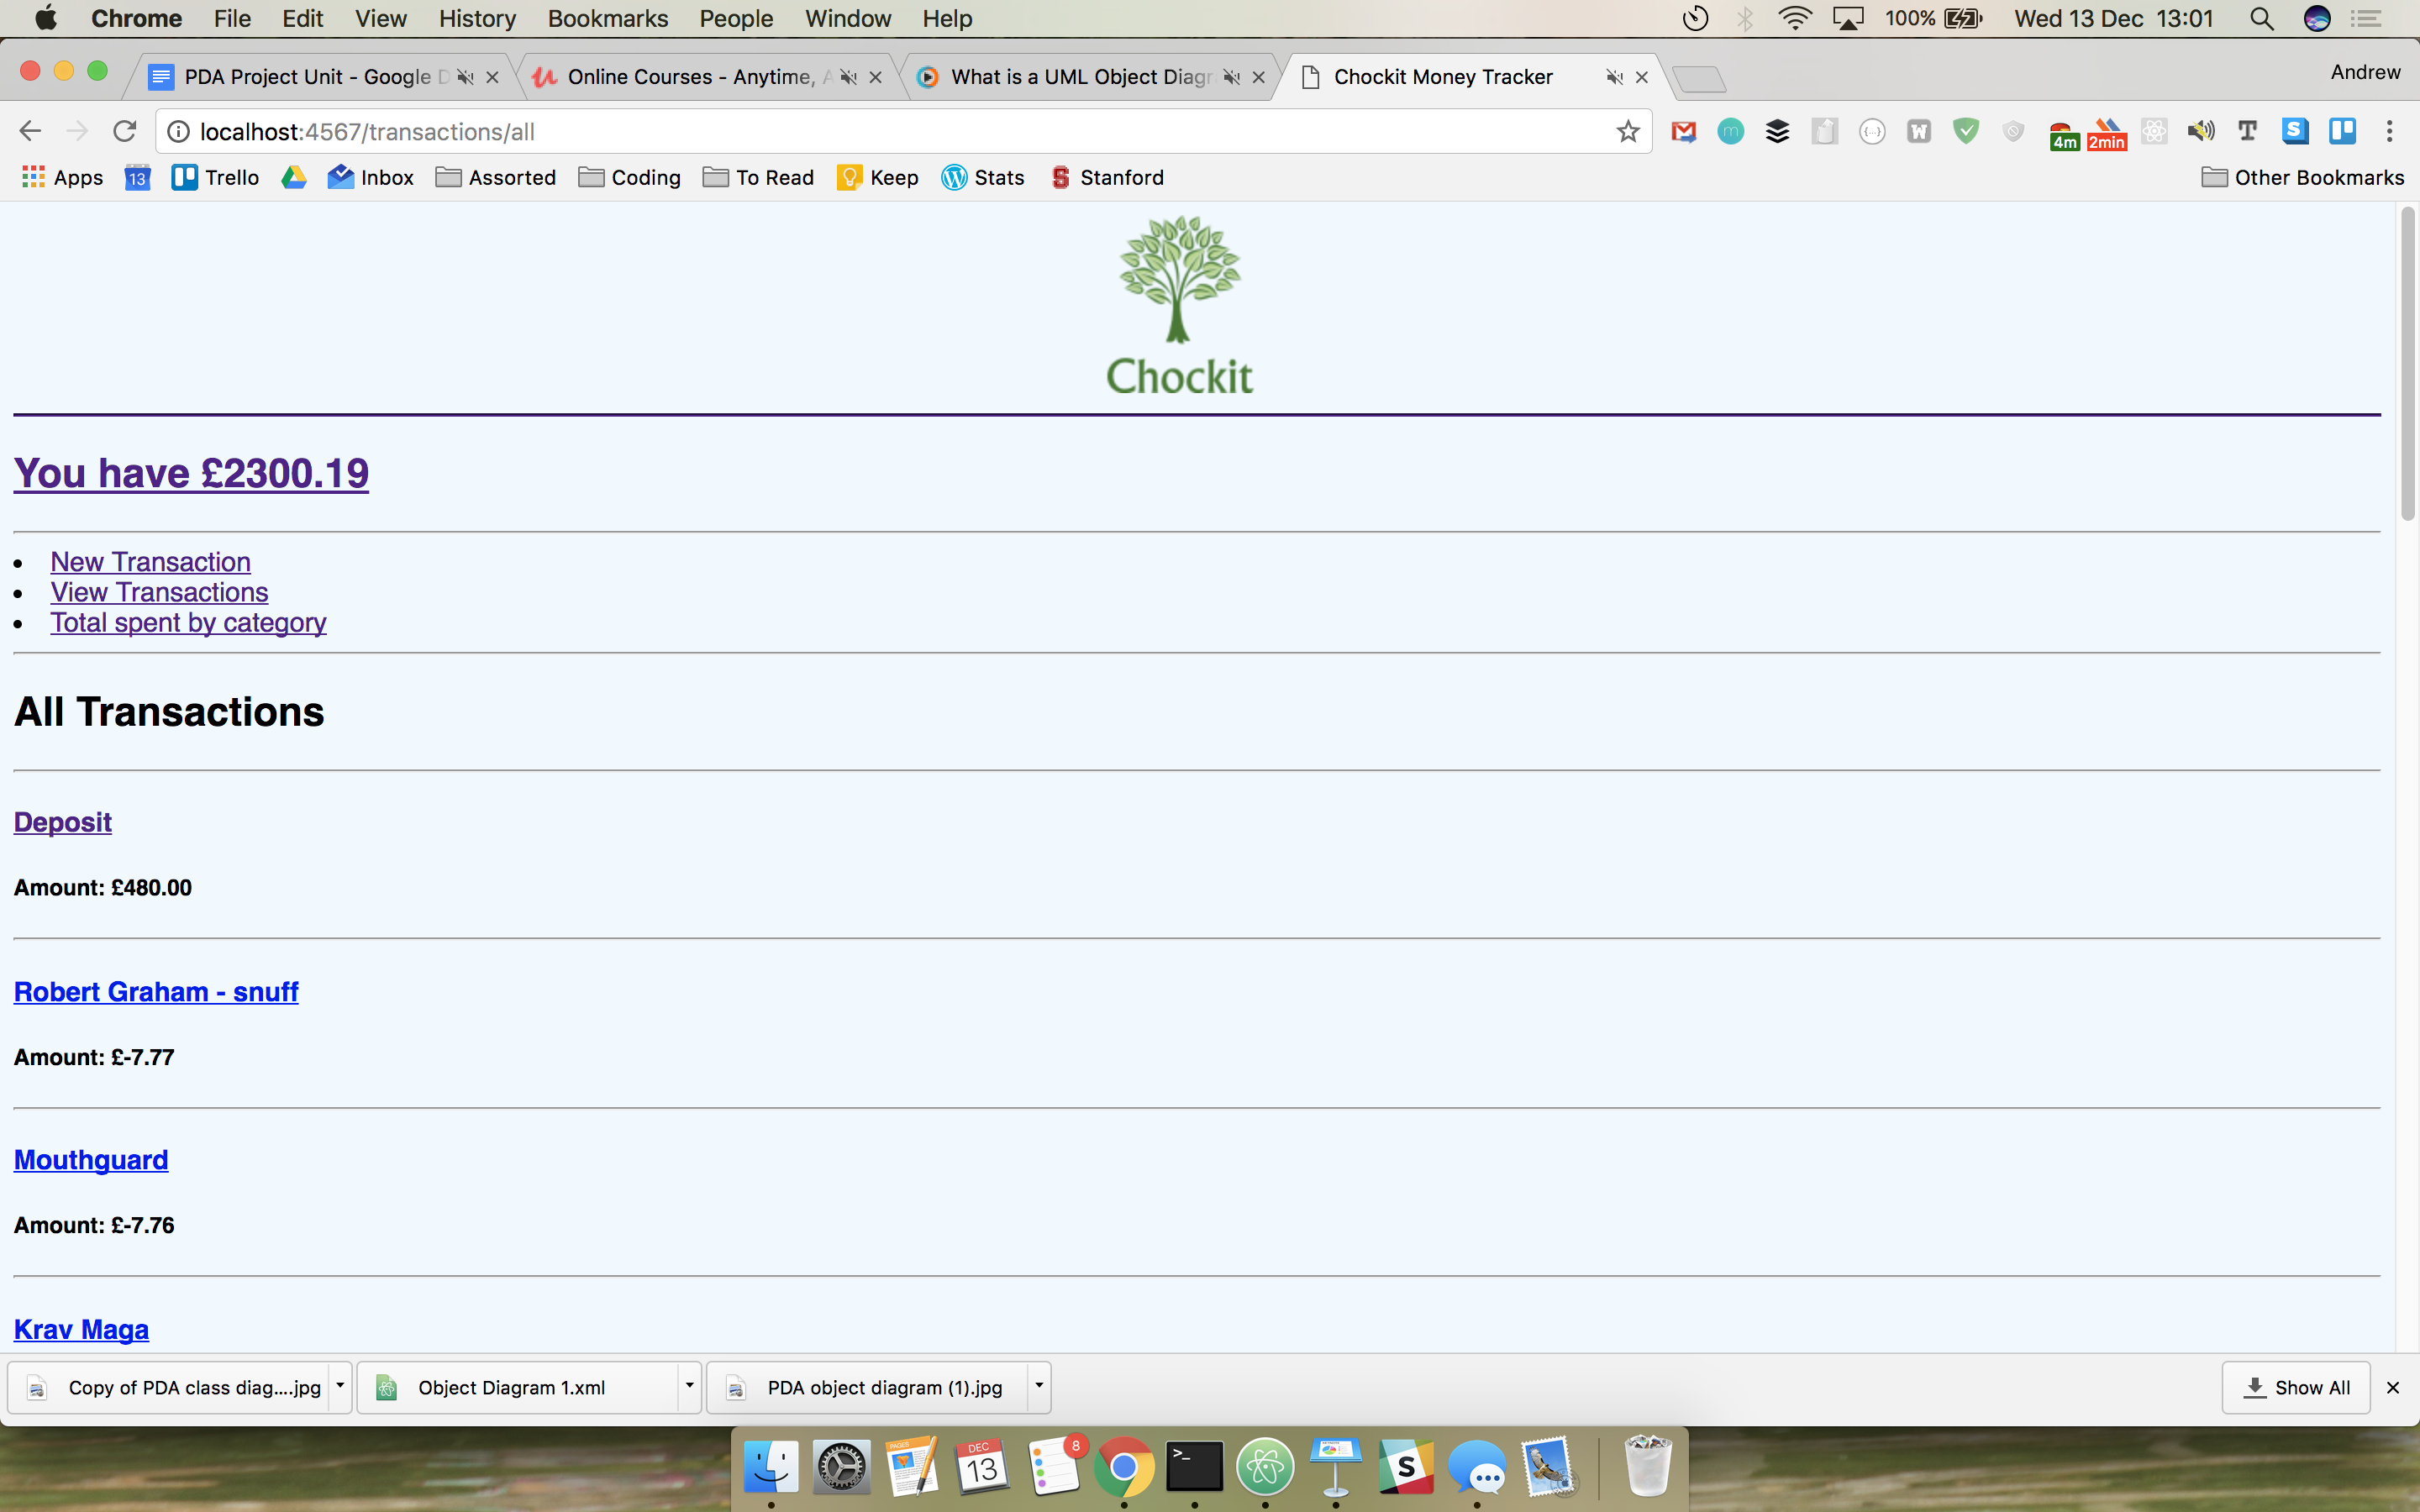 Chrome File Edit View History Bookmarks People Window Help 100% Wed 13 Dec 13:01
PDA Project Unit - Google D Online Courses - Anytime, A What is a UML Object Diagr Chockit Money Tracker Andrew
localhost:4567/transactions/all
4m 2min
Apps 13 Trello Inbox Assorted Coding To Read Keep Stats Stanford Other Bookmarks
Chockit
You have £2300.19
New Transaction
View Transactions
Total spent by category
All Transactions
Deposit
Amount: £480.00
Robert Graham - snuff
Amount: £-7.77
Mouthguard
Amount: £-7.76
Krav Maga
Copy of PDA class diag....jpg Object Diagram 1.xml PDA object diagram (1).jpg Show All
PAGES DEC 13 8 S